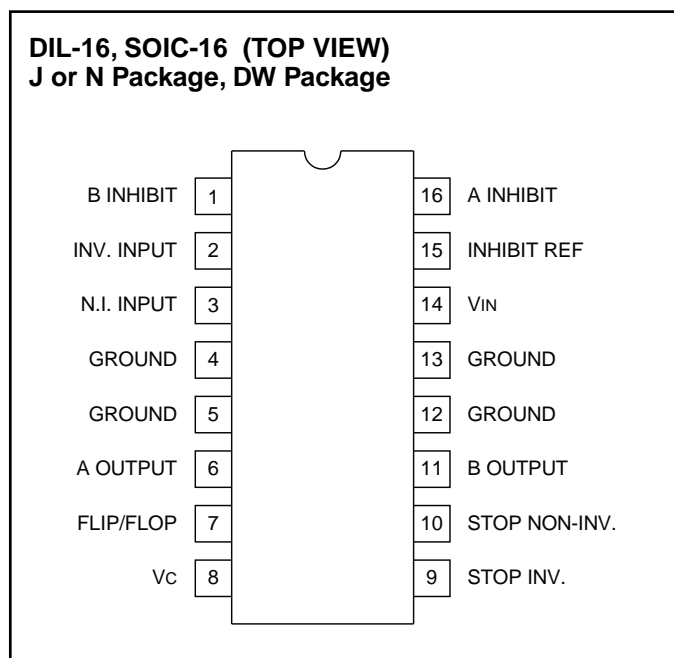 DIL-16, SOIC-16 (TOP VIEW)
J or N Package, DW Package
B INHIBIT 1 16 A INHIBIT
INV. INPUT 2 15 INHIBIT REF
N.I. INPUT 3 14 VIN
GROUND 4 13 GROUND
GROUND 5 12 GROUND
A OUTPUT 6 11 B OUTPUT
FLIP/FLOP 7 10 STOP NON-INV.
VC 8 9 STOP INV.